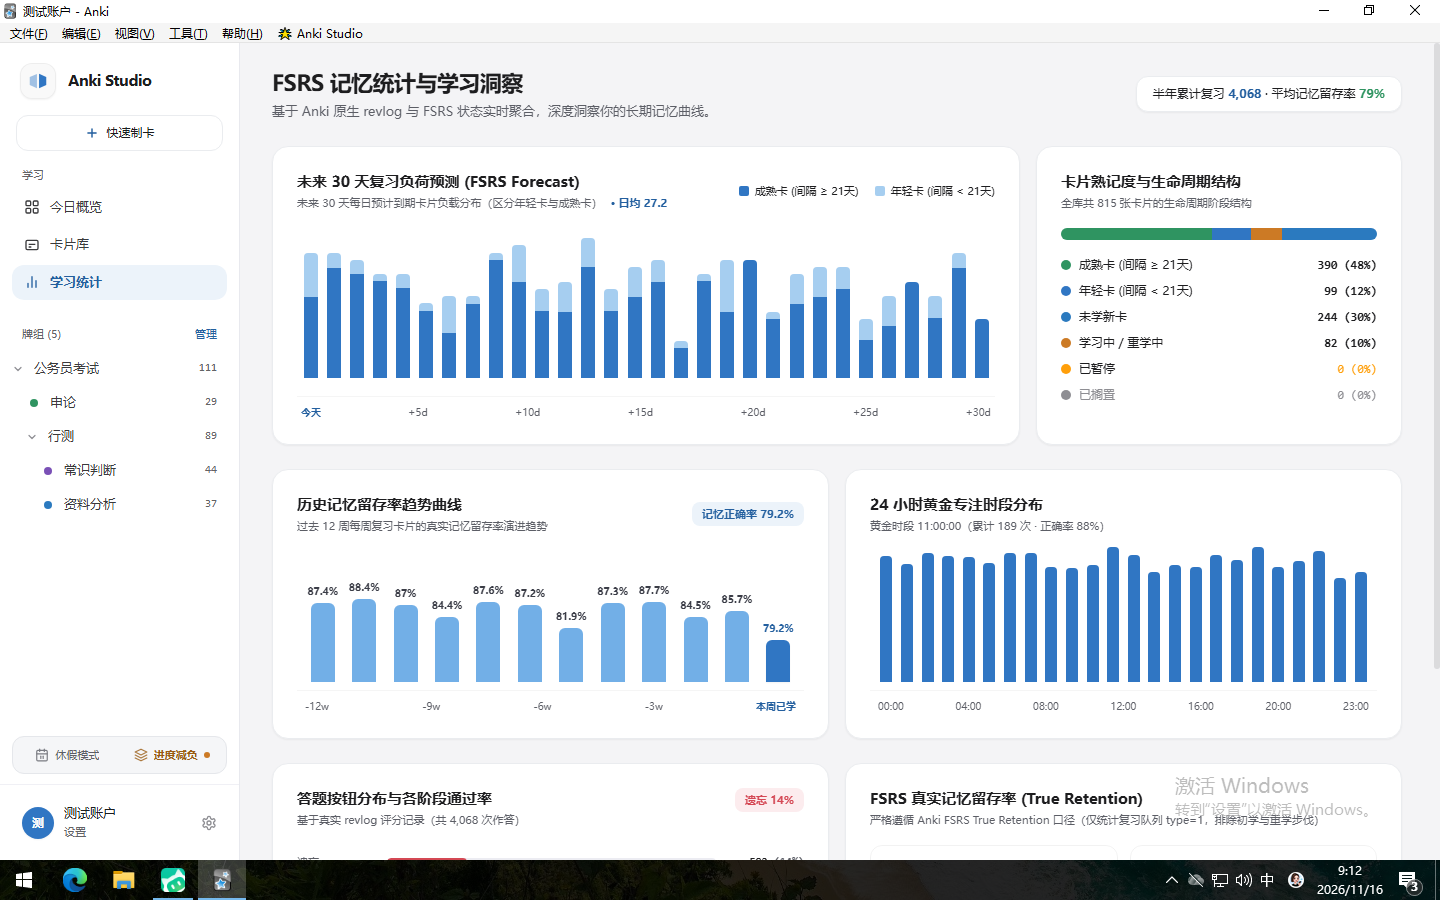 测试账户 - Anki
文件(F) 编辑(E) 视图(V) 工具(T) 帮助(H) Anki Studio
Anki Studio
+ 快速制卡
学习
今日概览
卡片库
学习统计
牌组 (5) 管理
公务员考试 111
申论 29
行测 89
常识判断 44
资料分析 37
休假模式 进度减负
测 测试账户
设置
FSRS 记忆统计与学习洞察
基于 Anki 原生 revlog 与 FSRS 状态实时聚合，深度洞察你的长期记忆曲线。
半年累计复习 4,068 · 平均记忆留存率 79%
未来 30 天复习负荷预测 (FSRS Forecast)
未来 30 天每日预计到期卡片负载分布（区分年轻卡与成熟卡） • 日均 27.2
成熟卡 (间隔 ≥ 21天) 年轻卡 (间隔 < 21天)
今天 +5d +10d +15d +20d +25d +30d
卡片熟记度与生命周期结构
金库共 815 张卡片的生命周期阶段结构
成熟卡 (间隔 ≥ 21天) 390 (48%)
年轻卡 (间隔 < 21天) 99 (12%)
未学新卡 244 (30%)
学习中 / 重学中 82 (10%)
已暂停 0 (0%)
已搁置 0 (0%)
历史记忆留存率趋势曲线
过去 12 周每周复习卡片的真实记忆留存率演进趋势
记忆正确率 79.2%
87.4% 88.4% 87% 84.4% 87.6% 87.2% 81.9% 87.3% 87.7% 84.5% 85.7% 79.2%
-12w -9w -6w -3w 本周已学
24 小时黄金专注时段分布
黄金时段 11:00:00（累计 189 次 · 正确率 88%）
00:00 04:00 08:00 12:00 16:00 20:00 23:00
答题按钮分布与各阶段通过率
基于真实 revlog 评分记录（共 4,068 次作答）
遗忘 14%
FSRS 真实记忆留存率 (True Retention)
严格遵循 Anki FSRS True Retention 口径（仅统计复习队列 type=1，排除初学与重学步伐）
激活 Windows
转到"设置"以激活 Windows。
中
9:12
2026/11/16
3